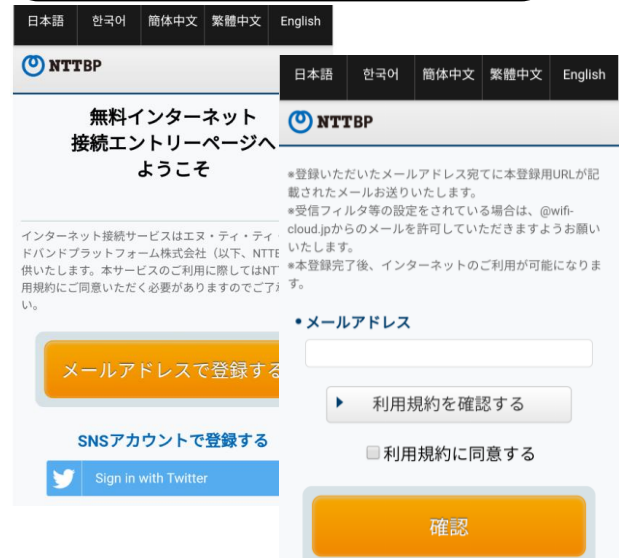 日本語 한국어 簡体中文 繁體中文 English
NTTBP
無料インターネット
接続エントリーページへ
ようこそ
インターネット接続サービスはエヌ・ティ・ティ・
ドバンドプラットフォーム株式会社（以下、NTTB
供いたします。本サービスのご利用に際してはNT
用規約にご同意いただく必要がありますのでご了
い。
メールアドレスで登録する
SNSアカウントで登録する
Sign in with Twitter
日本語 한국어 簡体中文 繁體中文 English
NTTBP
※登録いただいたメールアドレス宛てに本登録用URLが記
載されたメールお送りいたします。
※受信フィルタ等の設定をされている場合は、@wifi-
cloud.jpからのメールを許可していただきますようお願い
いたします。
※本登録完了後、インターネットのご利用が可能になりま
す。
•メールアドレス
利用規約を確認する
利用規約に同意する
確認